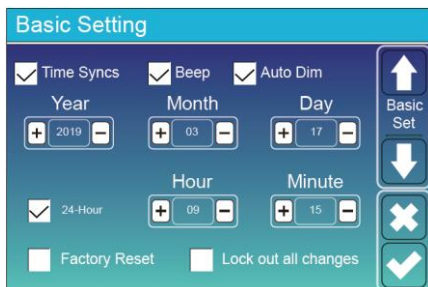 Basic Setting
Time Syncs Beep Auto Dim
Year Month Day
+ 2019 − + 03 − + 17 −
Basic
Set
Hour Minute
24-Hour + 09 − + 15 −
Factory Reset Lock out all changes